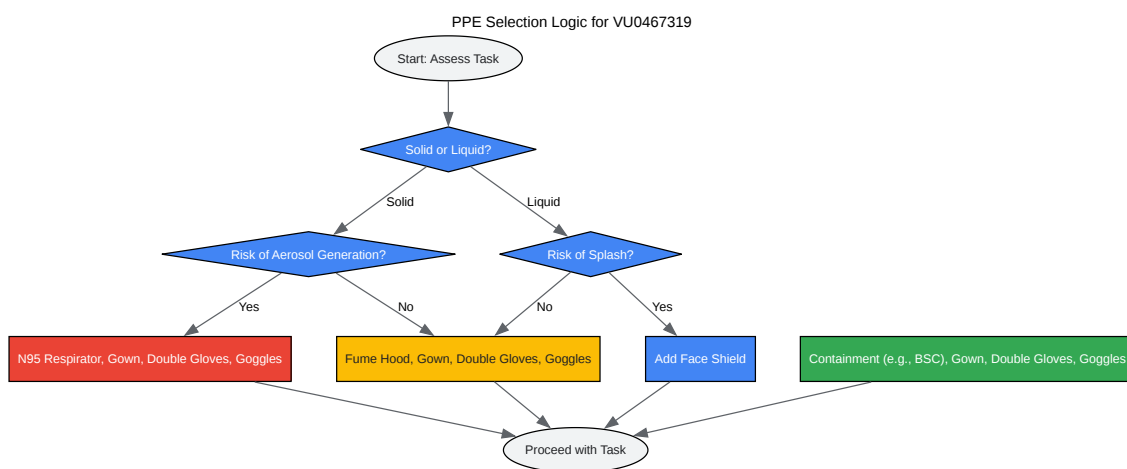 PPE Selection Logic for VU0467319
Start: Assess Task
Solid or Liquid?
Solid
Liquid
Risk of Aerosol Generation?
Risk of Splash?
Yes
No
No
Yes
N95 Respirator, Gown, Double Gloves, Goggles
Fume Hood, Gown, Double Gloves, Goggles
Add Face Shield
Containment (e.g., BSC), Gown, Double Gloves, Goggles
Proceed with Task